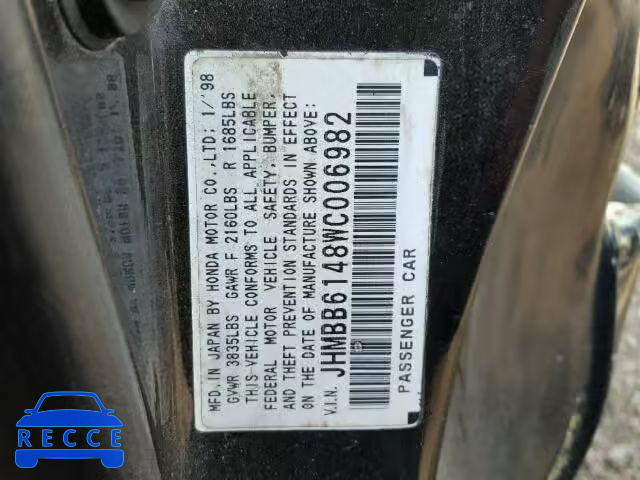 MFD. IN JAPAN BY HONDA MOTOR CO.,LTD; 1/'98
GVWR 3835LBS GAWR F 2160LBS R 1685LBS
THIS VEHICLE CONFORMS TO ALL APPLICABLE
FEDERAL MOTOR VEHICLE SAFETY, BUMPER,
AND THEFT PREVENTION STANDARDS IN EFFECT
ON THE DATE OF MANUFACTURE SHOWN ABOVE:
V.I.N. JHMBB6148WC006982
PASSENGER CAR
RECCE